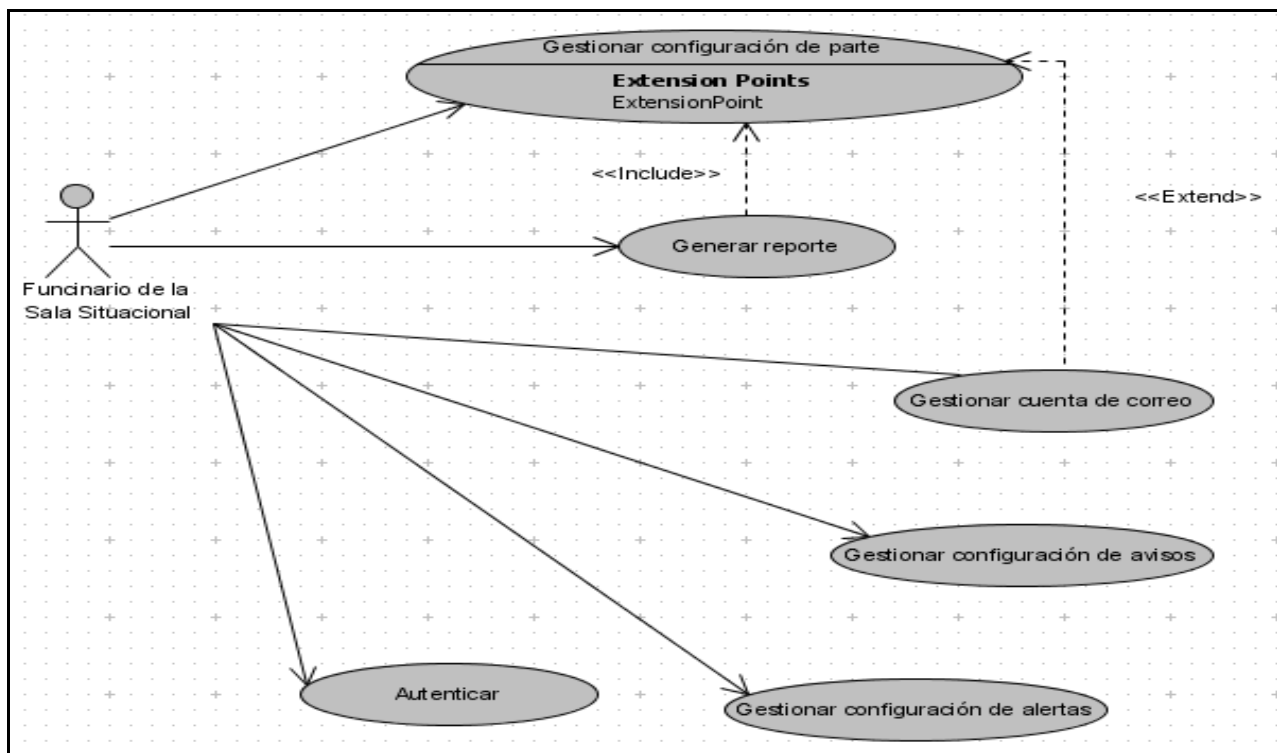 Gestionar configuración de parte
Extension Points
ExtensionPoint
<<Include>>
<<Extend>>
Generar reporte
Funcinario de la
Sala Situacional
Gestionar cuenta de correo
Gestionar configuración de avisos
Autenticar
Gestionar configuración de alertas